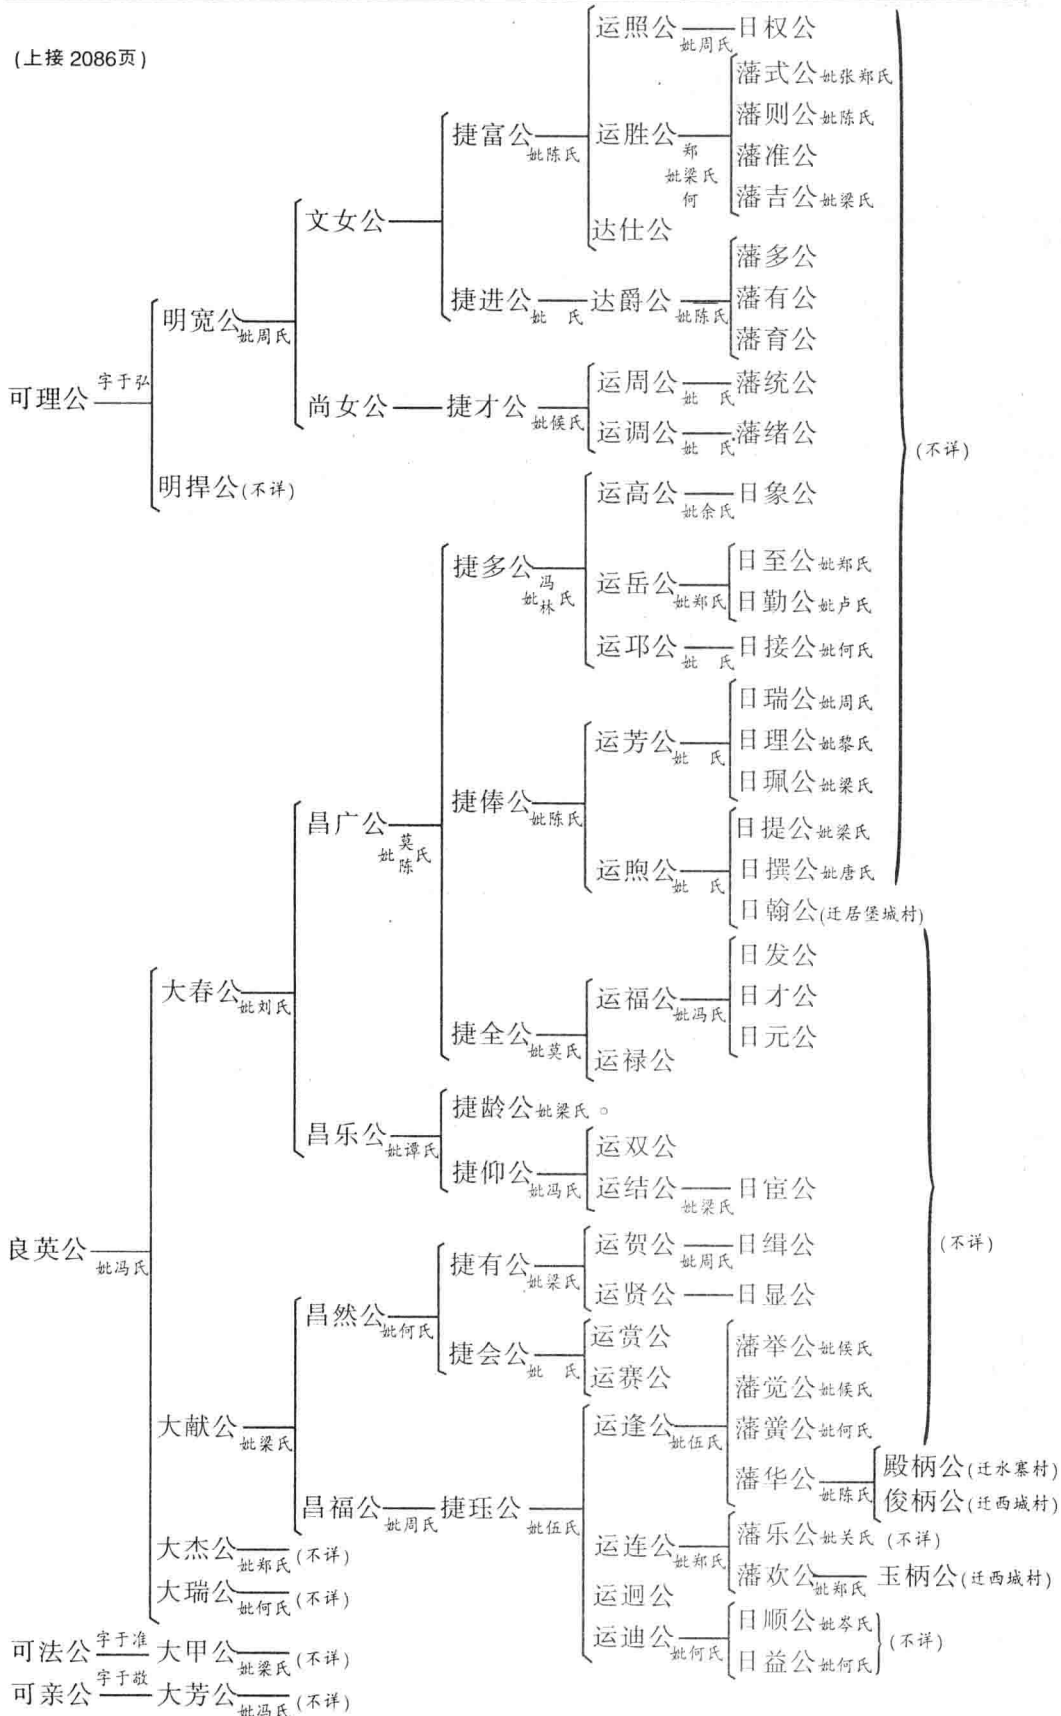 (上接 2086页)
运照公 妣周氏 日权公
藩式公 妣张郑氏
捷富公 妣陈氏 运胜公 郑 妣梁氏 何 藩则公 妣陈氏
藩准公
藩吉公 妣梁氏
文女公 达仕公
藩多公
捷进公 妣 氏 达爵公 妣陈氏 藩有公
藩育公
明宽公 妣周氏
可理公 字于弘
运周公 妣 氏 藩统公
尚女公 捷才公 妣候氏
运调公 妣 氏 藩绪公
(不详)
明捍公 (不详)
运高公 妣余氏 日象公
捷多公 冯 妣林氏
运岳公 妣郑氏 日至公 妣郑氏
日勤公 妣卢氏
运邛公 妣 氏 日接公 妣何氏
日瑞公 妣周氏
运芳公 妣 氏 日理公 妣黎氏
日珮公 妣梁氏
捷俸公 妣陈氏
昌广公 莫 妣陈氏
日提公 妣梁氏
运煦公 妣 氏 日撰公 妣唐氏
日翰公 (迁居堡城村)
日发公
大春公 妣刘氏 运福公 妣冯氏 日才公
日元公
捷全公 妣莫氏
运禄公
捷龄公 妣梁氏。
昌乐公 妣谭氏
运双公
捷仰公 妣冯氏
运结公 妣梁氏 日宦公
良英公 妣冯氏
(不详)
运贺公 妣周氏 日缉公
捷有公 妣梁氏
运贤公 日显公
昌然公 妣何氏
运赏公
捷会公 妣 氏
运赛公
藩举公 妣候氏
藩觉公 妣候氏
大献公 妣梁氏 运逢公 妣伍氏
藩黉公 妣何氏
藩华公 妣陈氏 殿柄公 (迁水寨村)
俊柄公 (迁西城村)
昌福公 妣周氏 捷珏公 妣伍氏
藩乐公 妣关氏 (不详)
运连公 妣郑氏
大杰公 妣郑氏 (不详)
藩欢公 妣郑氏 玉柄公 (迁西城村)
大瑞公 妣何氏 (不详)
运迥公
日顺公 妣岑氏
运迪公 妣何氏 (不详)
日益公 妣何氏
可法公 字于准 大甲公 妣梁氏 (不详)
可亲公 字于敬 大芳公 妣冯氏 (不详)